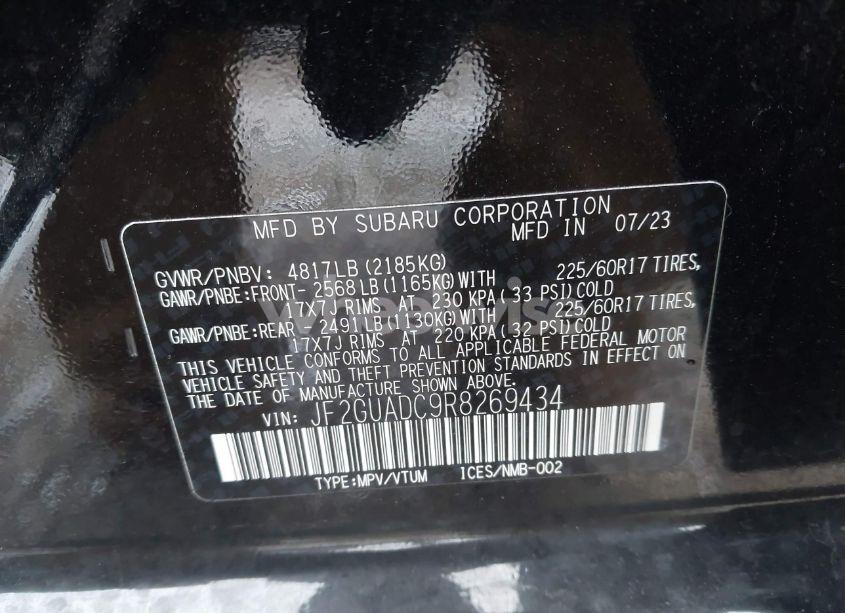 MFD BY SUBARU CORPORATION
MFD IN 07/23
GVWR/PNBV: 4817LB (2185KG)
GAWR/PNBE:FRONT- 2568LB (1165KG) WITH 225/60R17 TIRES,
17X7J RIMS AT 230 KPA (33 PSI) COLD
GAWR/PNBE:REAR - 2491LB (1130KG) WITH 225/60R17 TIRES,
17X7J RIMS AT 220 KPA (32 PSI) COLD
THIS VEHICLE CONFORMS TO ALL APPLICABLE FEDERAL MOTOR
VEHICLE SAFETY AND THEFT PREVENTION STANDARDS IN EFFECT ON
THE DATE OF MANUFACTURE SHOWN ABOVE.
VIN: JF2GUADC9R8269434
TYPE:MPV/VTUM ICES/NMB-002